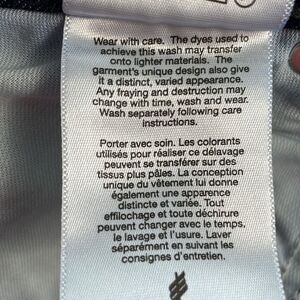 Wear with care. The dyes used to
achieve this wash may transfer
onto lighter materials. The
garment's unique design also give
it a distinct, varied appearance.
Any fraying and destruction may
change with time, wash and wear.
Wash separately following care
instructions.
Porter avec soin. Les colorants
utilisés pour réaliser ce délavage
peuvent se transférer sur des
tissus plus pâles. La conception
unique du vêtement lui donne
également une apparence
distincte et variée. Tout
effilochage et toute déchirure
peuvent changer avec le temps,
le lavage et l'usure. Laver
séparément en suivant les
consignes d'entretien.